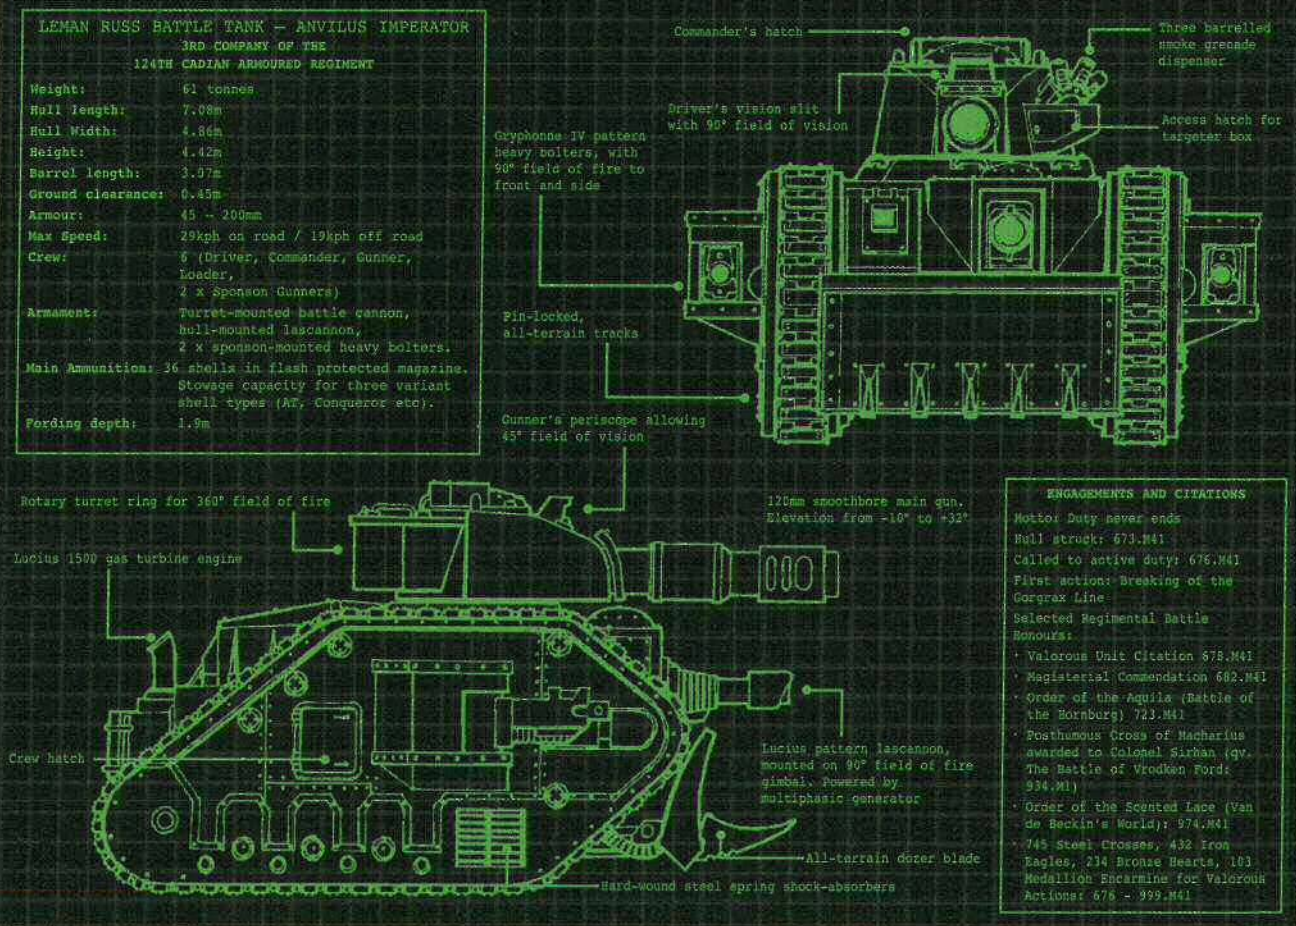 LEMAN RUSS BATTLE TANK – ANVILUS IMPERATOR
3RD COMPANY OF THE
124TH CADIAN ARMOURED REGIMENT
Weight: 61 tonnes
Hull length: 7.08m
Hull Width: 4.86m
Height: 4.42m
Barrel length: 3.97m
Ground clearance: 0.45m
Armour: 45 – 200mm
Max Speed: 29kph on road / 19kph off road
Crew: 6 (Driver, Commander, Gunner,
Loader,
2 x Sponson Gunners)
Armament: Turret-mounted battle cannon,
hull-mounted lascannon,
2 x sponson-mounted heavy bolters.
Main Ammunition: 36 shells in flash protected magazine.
Stowage capacity for three variant
shell types (AT, Conqueror etc).
Fording depth: 1.9m
Commander's hatch
Three barrelled
smoke grenade
dispenser
Driver's vision slit
with 90° field of vision
Access hatch for
targeter box
Gryphonne IV pattern
heavy bolters, with
90° field of fire to
front and side
Pin-locked,
all-terrain tracks
Gunner's periscope allowing
45° field of vision
Rotary turret ring for 360° field of fire
120mm smoothbore main gun.
Elevation from -10° to +32°
Lucius 1500 gas turbine engine
Crew hatch
Lucius pattern lascannon,
mounted on 90° field of fire
gimbal. Powered by
multiphasic generator
All-terrain dozer blade
Hard-wound steel spring shock-absorbers
ENGAGEMENTS AND CITATIONS
Motto: Duty never ends
Hull struck: 673.M41
Called to active duty: 676.M41
First action: Breaking of the
Gorgrax Line
Selected Regimental Battle
Honours:
· Valorous Unit Citation 678.M41
· Magisterial Commendation 682.M41
· Order of the Aquila (Battle of
the Hornburg) 723.M41
· Posthumous Cross of Macharius
awarded to Colonel Sirhan (qv.
The Battle of Vrodken Ford:
934.M1)
· Order of the Scented Lace (Van
de Beckin's World): 974.M41
· 745 Steel Crosses, 432 Iron
Eagles, 234 Bronze Hearts, 103
Medallion Encarmine for Valorous
Actions: 676 - 999.M41